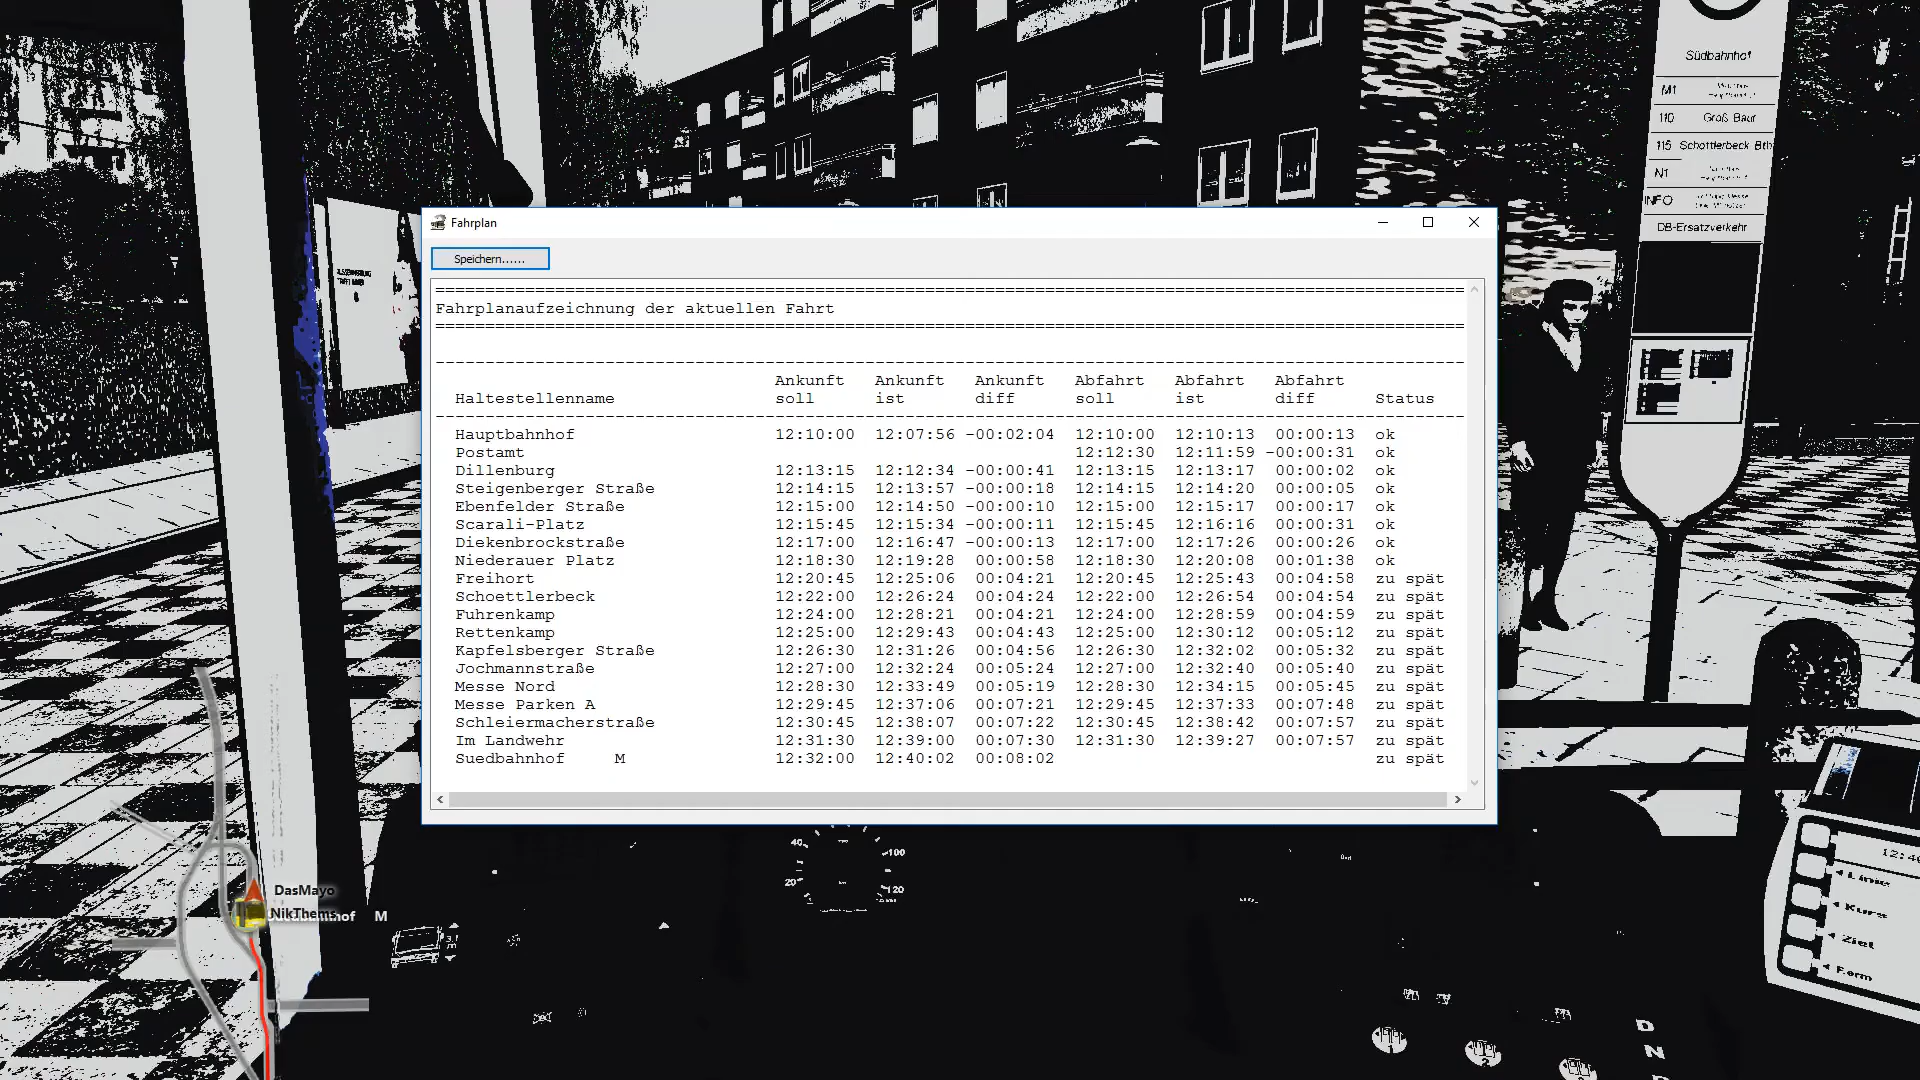 Südbahnhof
M1
110 Groß Baur
115 Schottlerbeck Bth
N1
INFO
DB-Ersatzverkehr
Fahrplan
Speichern......
Fahrplanaufzeichnung der aktuellen Fahrt
Ankunft Ankunft Ankunft Abfahrt Abfahrt Abfahrt
Haltestellenname soll ist diff soll ist diff Status
Hauptbahnhof 12:10:00 12:07:56 -00:02:04 12:10:00 12:10:13 00:00:13 ok
Postamt 12:12:30 12:11:59 -00:00:31 ok
Dillenburg 12:13:15 12:12:34 -00:00:41 12:13:15 12:13:17 00:00:02 ok
Steigenberger Straße 12:14:15 12:13:57 -00:00:18 12:14:15 12:14:20 00:00:05 ok
Ebenfelder Straße 12:15:00 12:14:50 -00:00:10 12:15:00 12:15:17 00:00:17 ok
Scarali-Platz 12:15:45 12:15:34 -00:00:11 12:15:45 12:16:16 00:00:31 ok
Diekenbrockstraße 12:17:00 12:16:47 -00:00:13 12:17:00 12:17:26 00:00:26 ok
Niederauer Platz 12:18:30 12:19:28 00:00:58 12:18:30 12:20:08 00:01:38 ok
Freihort 12:20:45 12:25:06 00:04:21 12:20:45 12:25:43 00:04:58 zu spät
Schoettlerbeck 12:22:00 12:26:24 00:04:24 12:22:00 12:26:54 00:04:54 zu spät
Fuhrenkamp 12:24:00 12:28:21 00:04:21 12:24:00 12:28:59 00:04:59 zu spät
Rettenkamp 12:25:00 12:29:43 00:04:43 12:25:00 12:30:12 00:05:12 zu spät
Kapfelsberger Straße 12:26:30 12:31:26 00:04:56 12:26:30 12:32:02 00:05:32 zu spät
Jochmannstraße 12:27:00 12:32:24 00:05:24 12:27:00 12:32:40 00:05:40 zu spät
Messe Nord 12:28:30 12:33:49 00:05:19 12:28:30 12:34:15 00:05:45 zu spät
Messe Parken A 12:29:45 12:37:06 00:07:21 12:29:45 12:37:33 00:07:48 zu spät
Schleiermacherstraße 12:30:45 12:38:07 00:07:22 12:30:45 12:38:42 00:07:57 zu spät
Im Landwehr 12:31:30 12:39:00 00:07:30 12:31:30 12:39:27 00:07:57 zu spät
Suedbahnhof M 12:32:00 12:40:02 00:08:02 zu spät
40 100
20 120
DasMayo
NikThems
M
Linie
Kurs
Ziel
Ferm
D
N